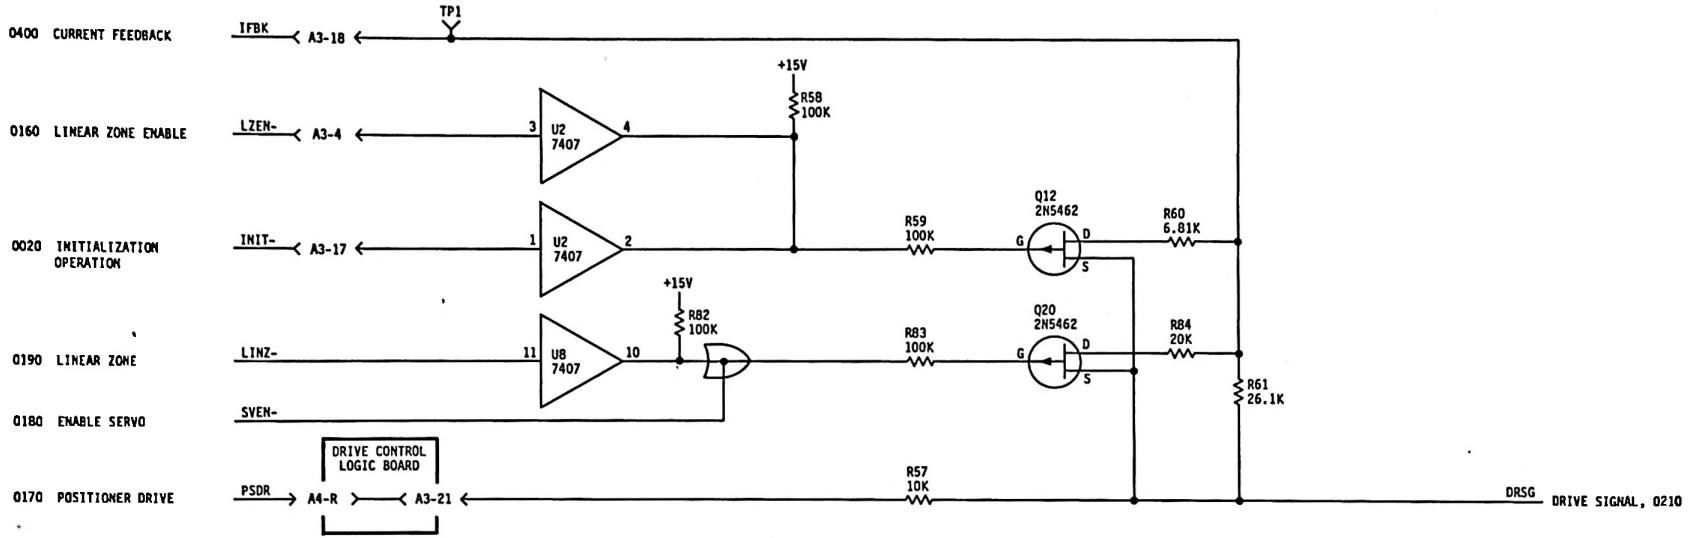 TP1
0400 CURRENT FEEDBACK IFBK A3-18
+15V
R58
100K
0160 LINEAR ZONE ENABLE LZEN- A3-4 3 U2 4
7407
Q12
2N5462
R59
100K
R60
6.81K
0020 INITIALIZATION INIT- A3-17 1 U2 2 G D
OPERATION 7407 S
+15V
R82
100K
Q20
2N5462
R83
100K
R84
20K
0190 LINEAR ZONE LINZ- 11 U8 10 G D
7407 S
R61
26.1K
0180 ENABLE SERVO SVEN-
DRIVE CONTROL
LOGIC BOARD
R57
10K
0170 POSITIONER DRIVE PSDR A4-R A3-21 DRSG DRIVE SIGNAL, 0210